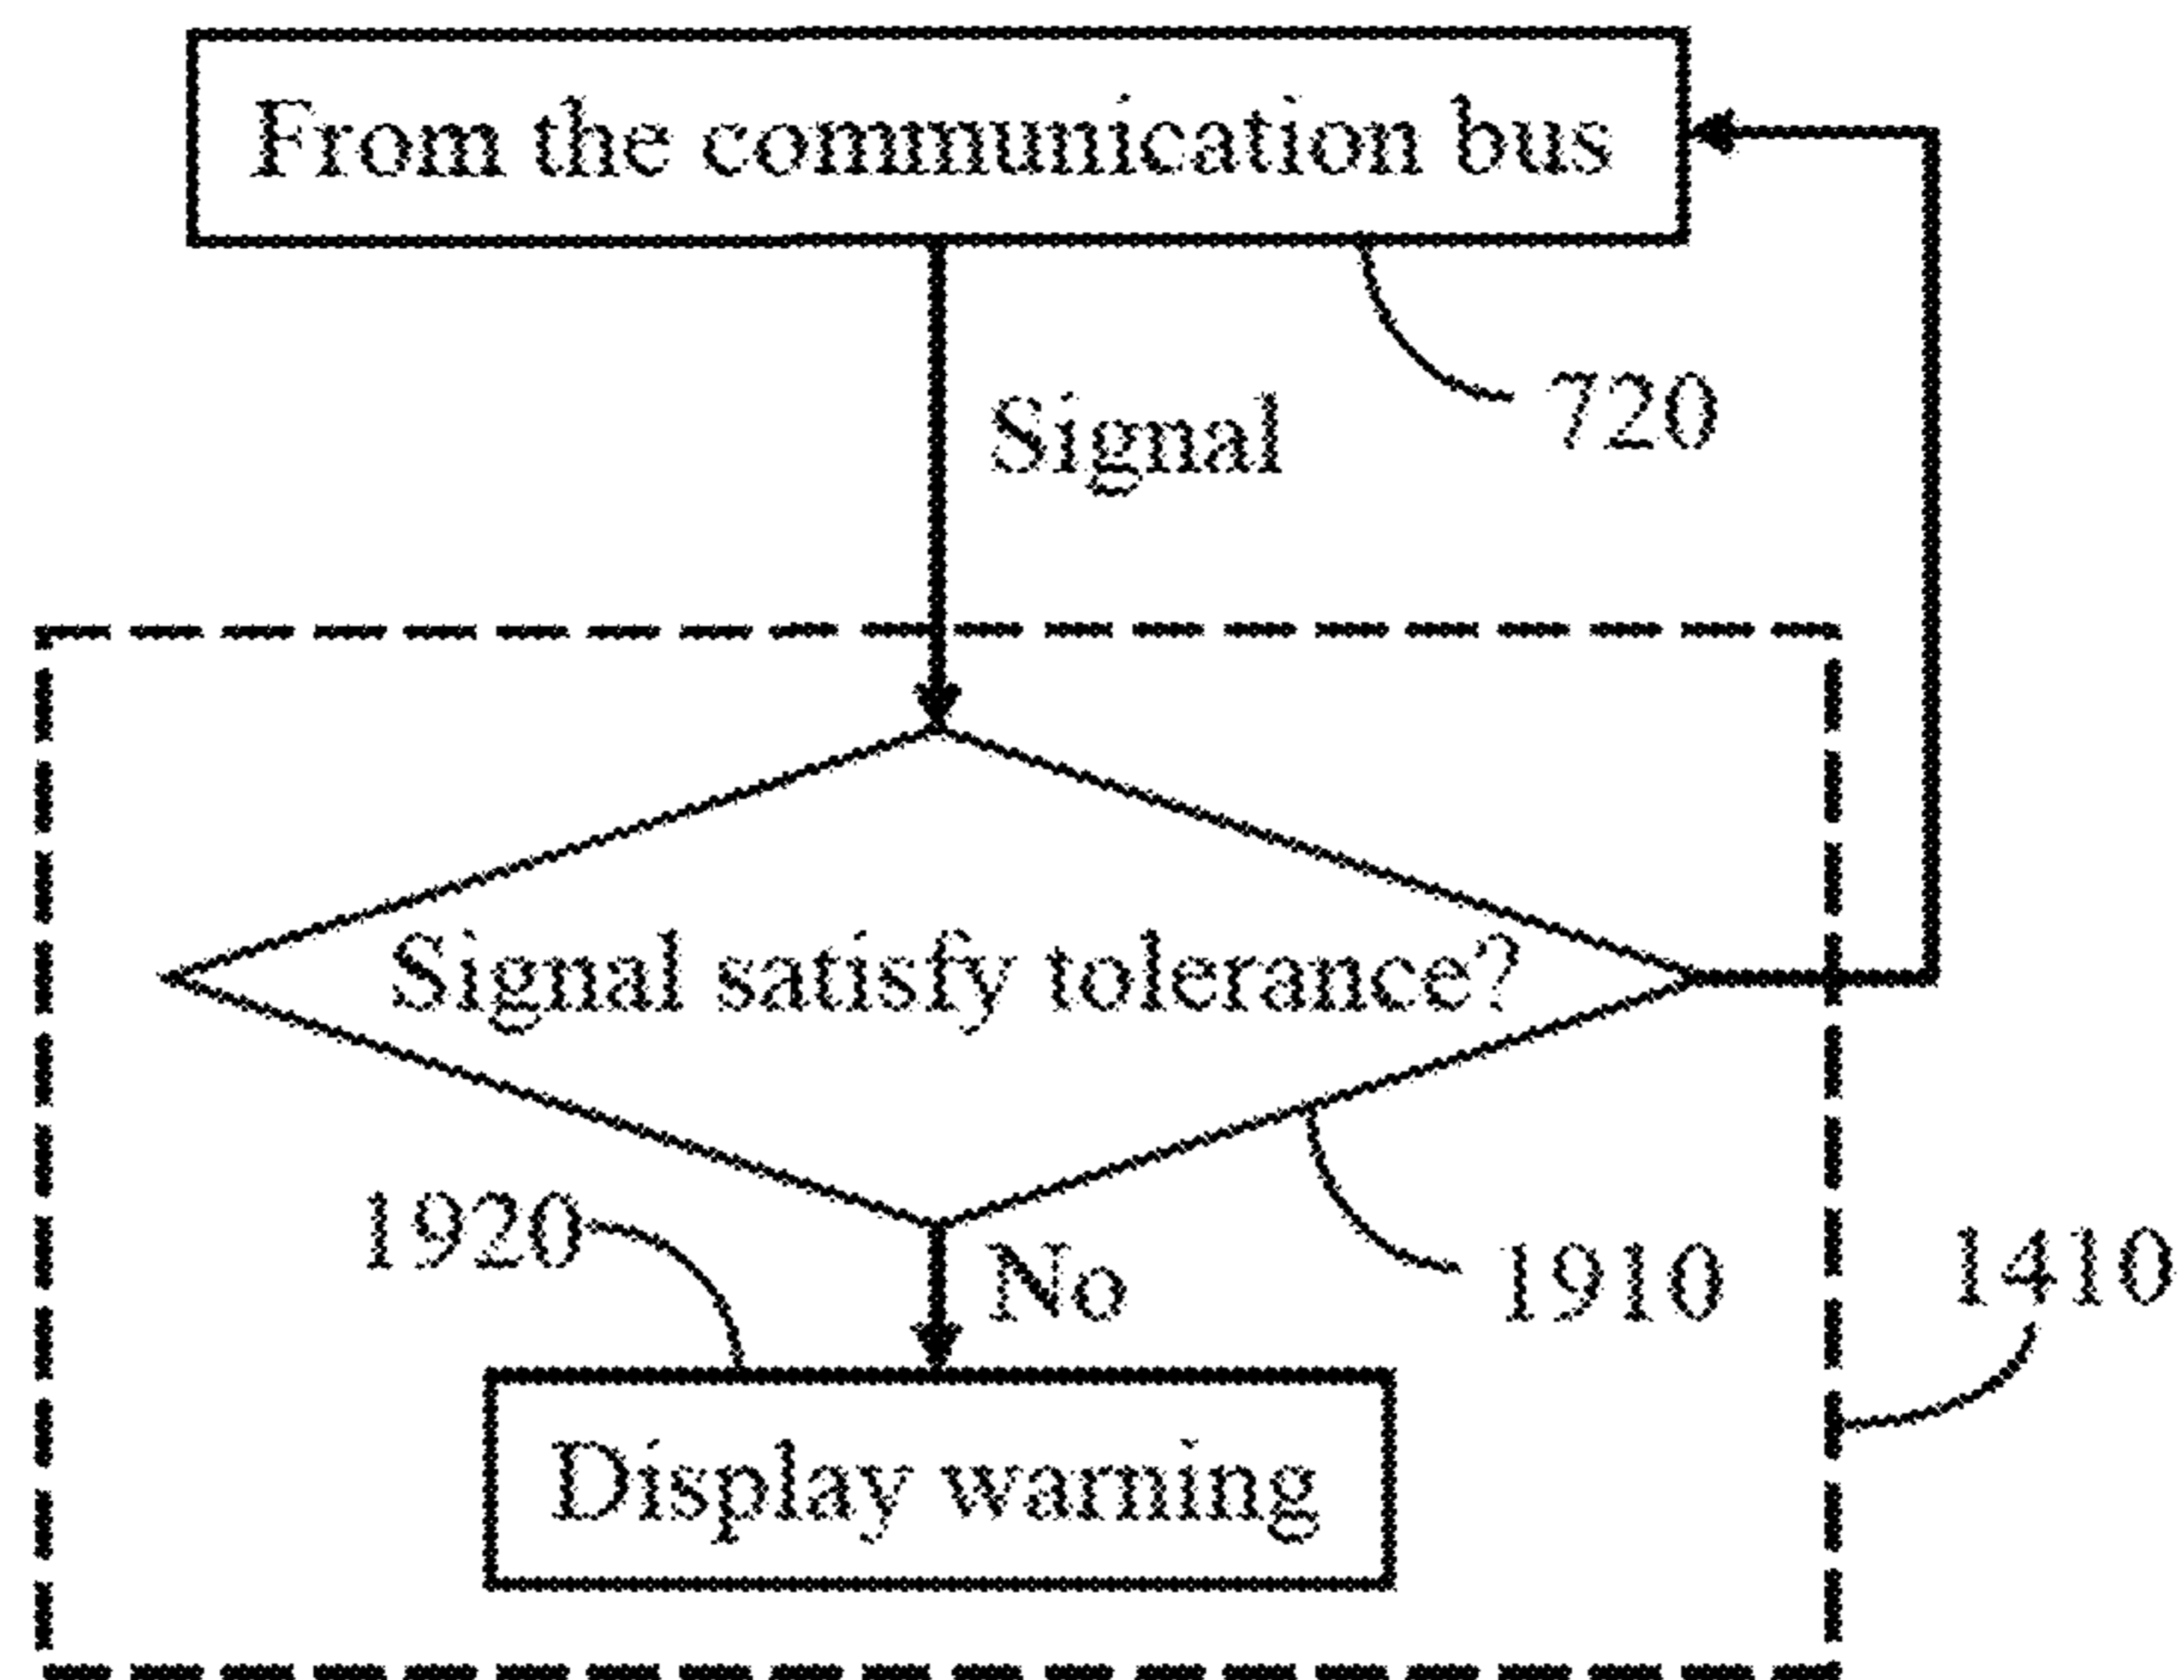 From the communication bus
720
Signal
Signal satisfy tolerance?
1920
No
1910
1410
Display warning